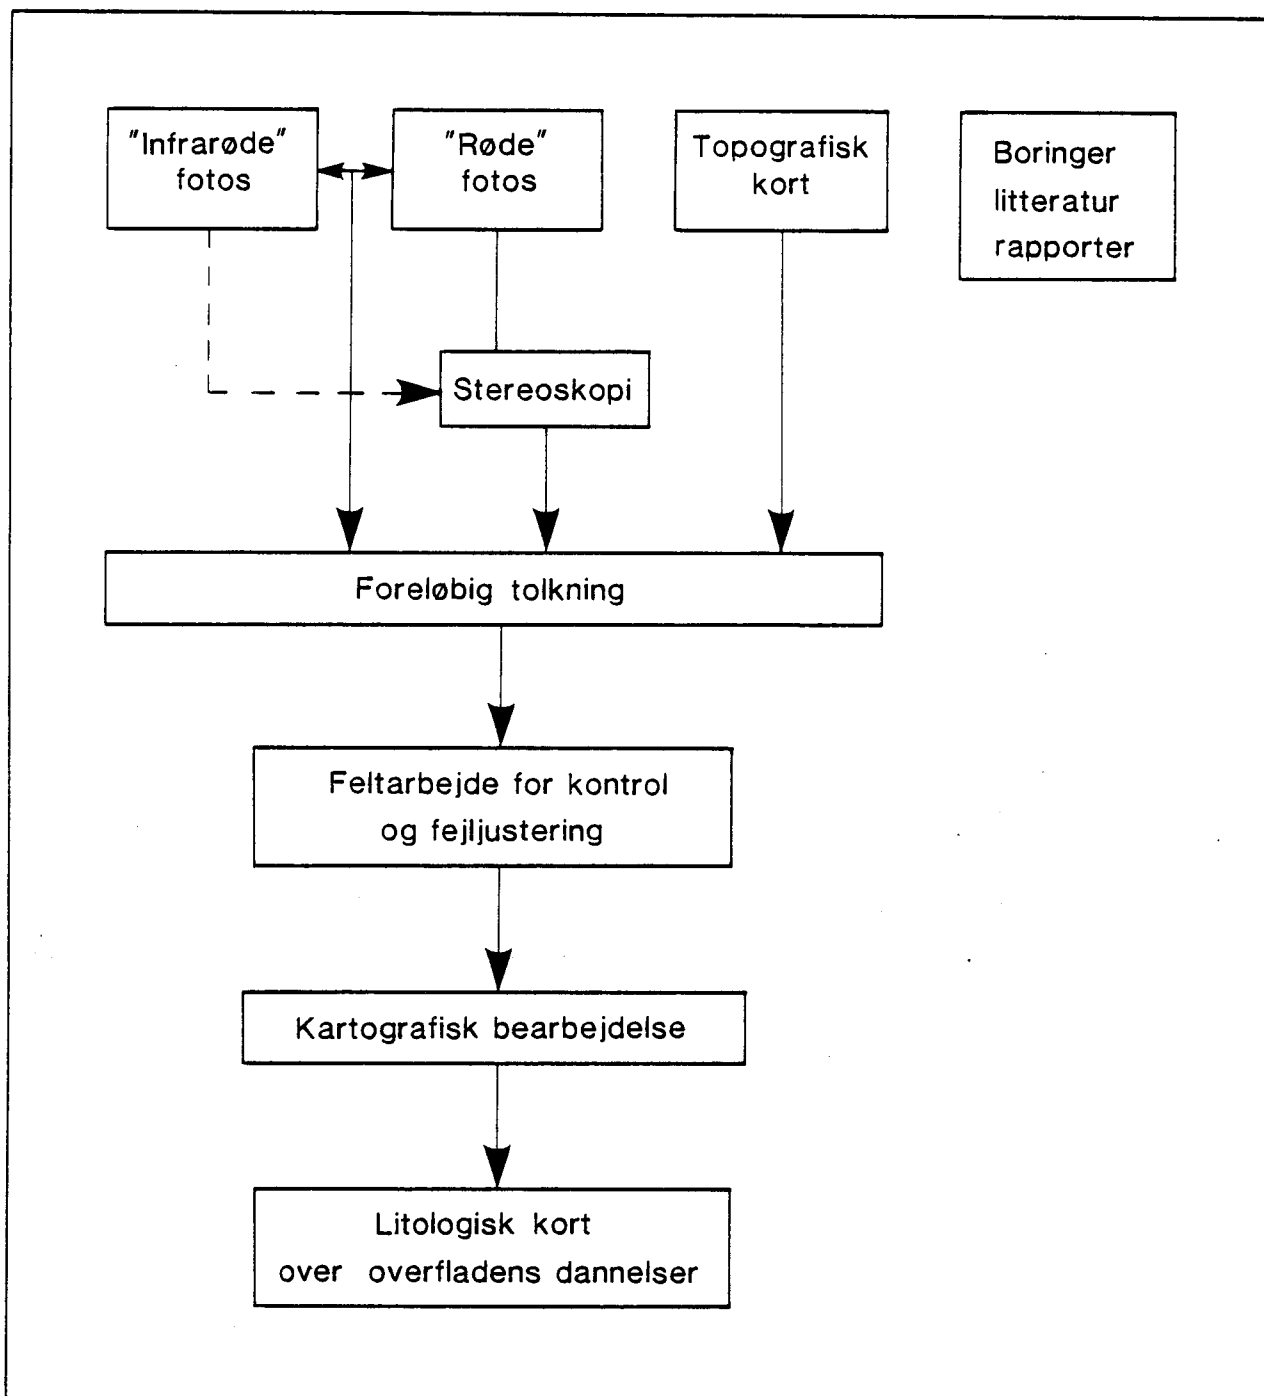 "Infrarøde"
fotos
"Røde"
fotos
Topografisk
kort
Boringer
litteratur
rapporter
Stereoskopi
Foreløbig tolkning
Feltarbejde for kontrol
og fejljustering
Kartografisk bearbejdelse
Litologisk kort
over overfladens dannelser